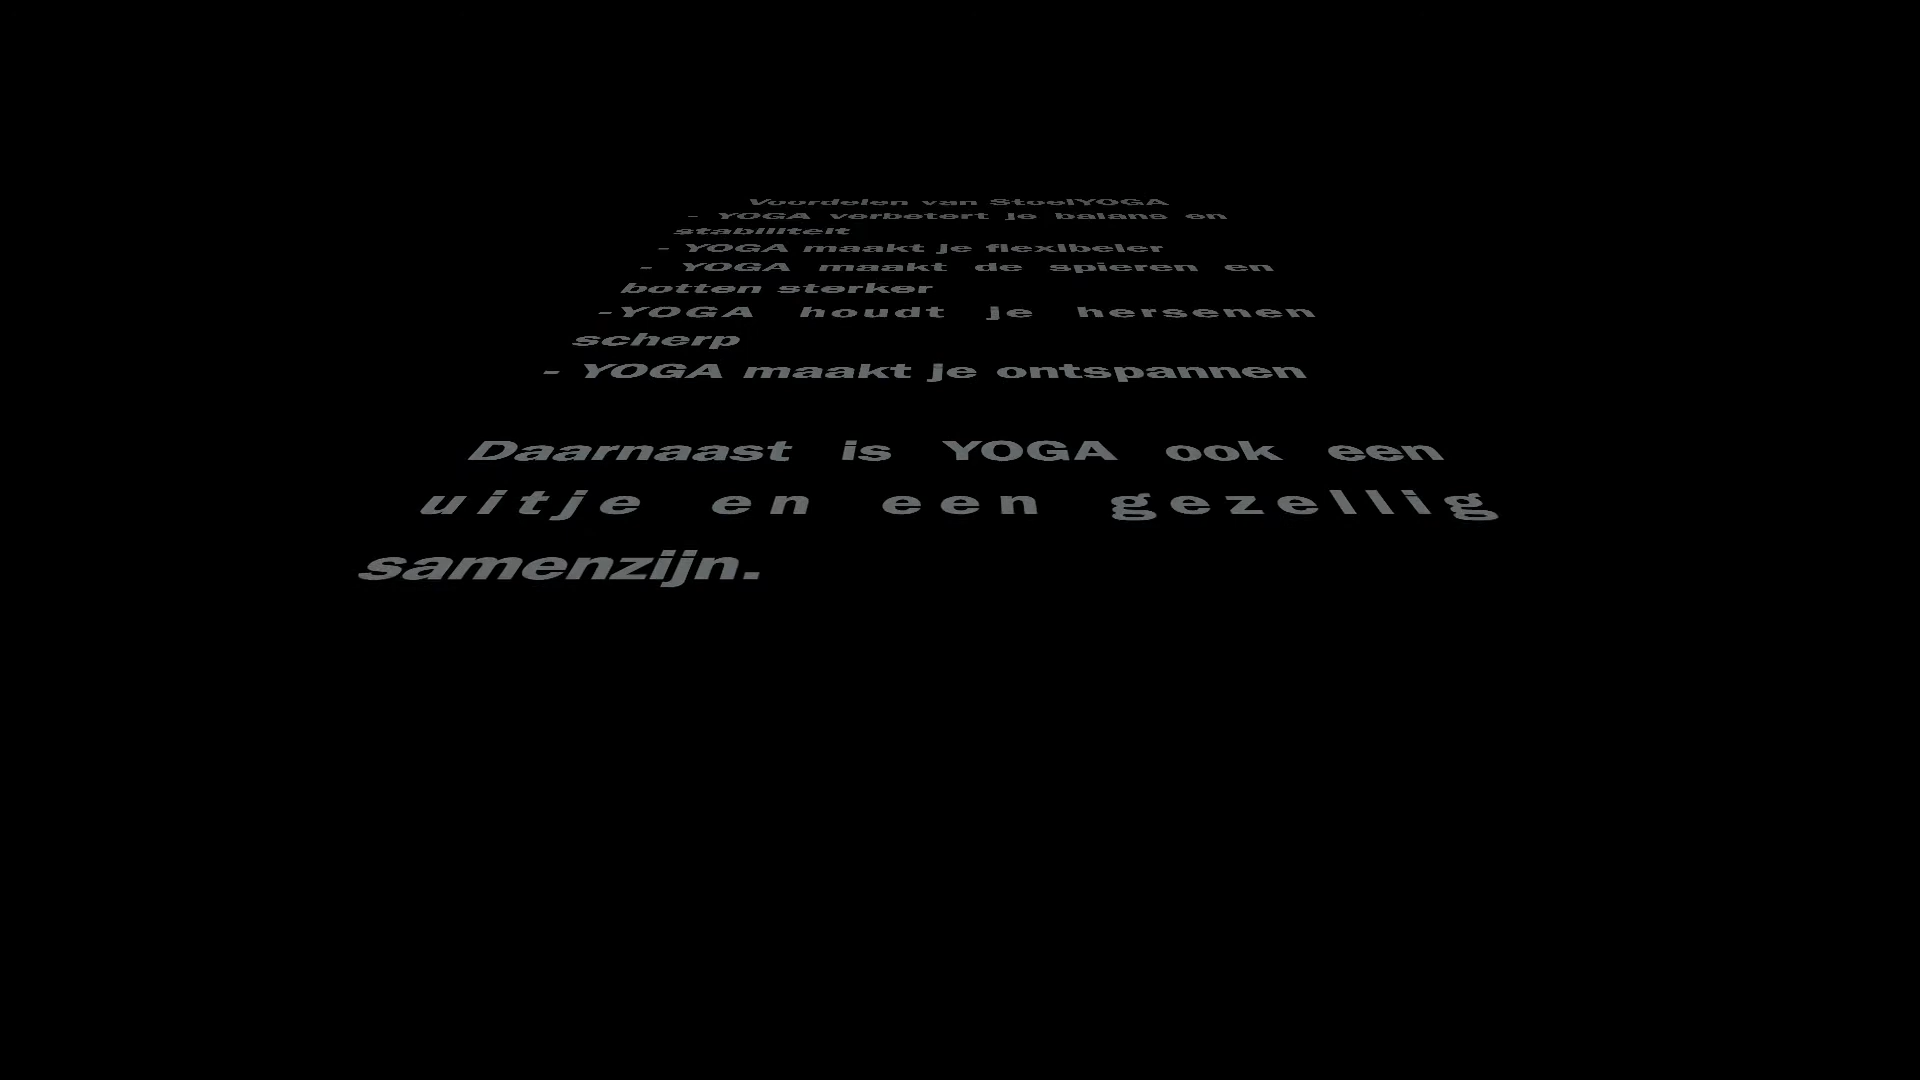 Voordelen van StoelYOGA
- YOGA verbetert je balans en
stabiliteit
- YOGA maakt je flexibeler
- YOGA maakt de spieren en
botten sterker
-YOGA houdt je hersenen
scherp
- YOGA maakt je ontspannen
Daarnaast is YOGA ook een
uitje en een gezellig
samenzijn.